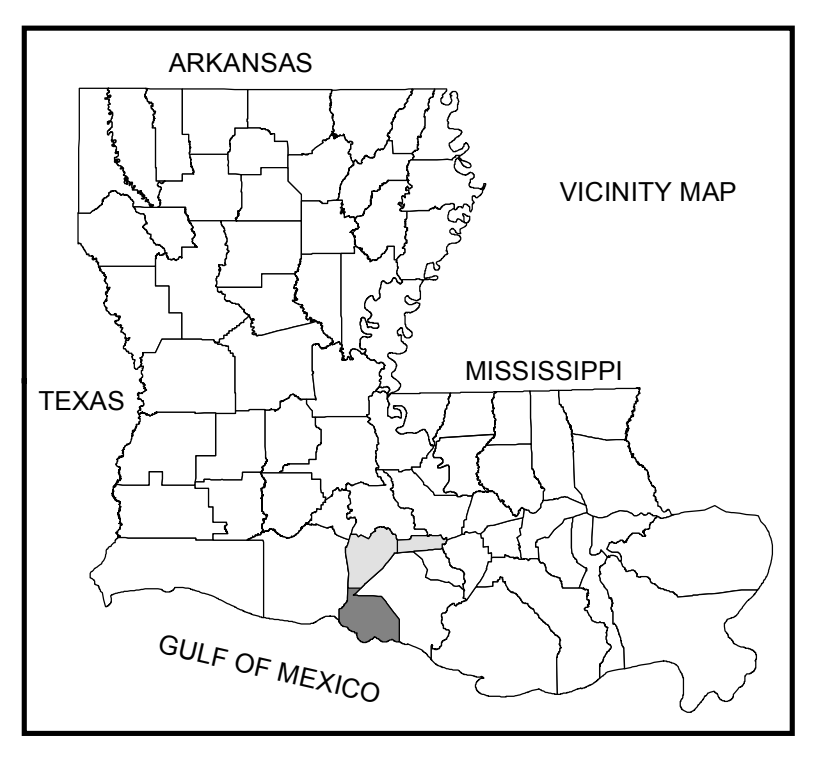 ARKANSAS
VICINITY MAP
MISSISSIPPI
TEXAS
GULF OF MEXICO